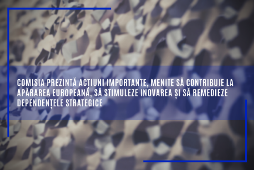 COMISIA PREZINTĂ ACȚIUNI IMPORTANTE, MENITE SĂ CONTRIBUIE LA
APĂRAREA EUROPEANĂ, SĂ STIMULEZE INOVAREA ȘI SĂ REMEDIEZE
DEPENDENȚELE STRATEGICE